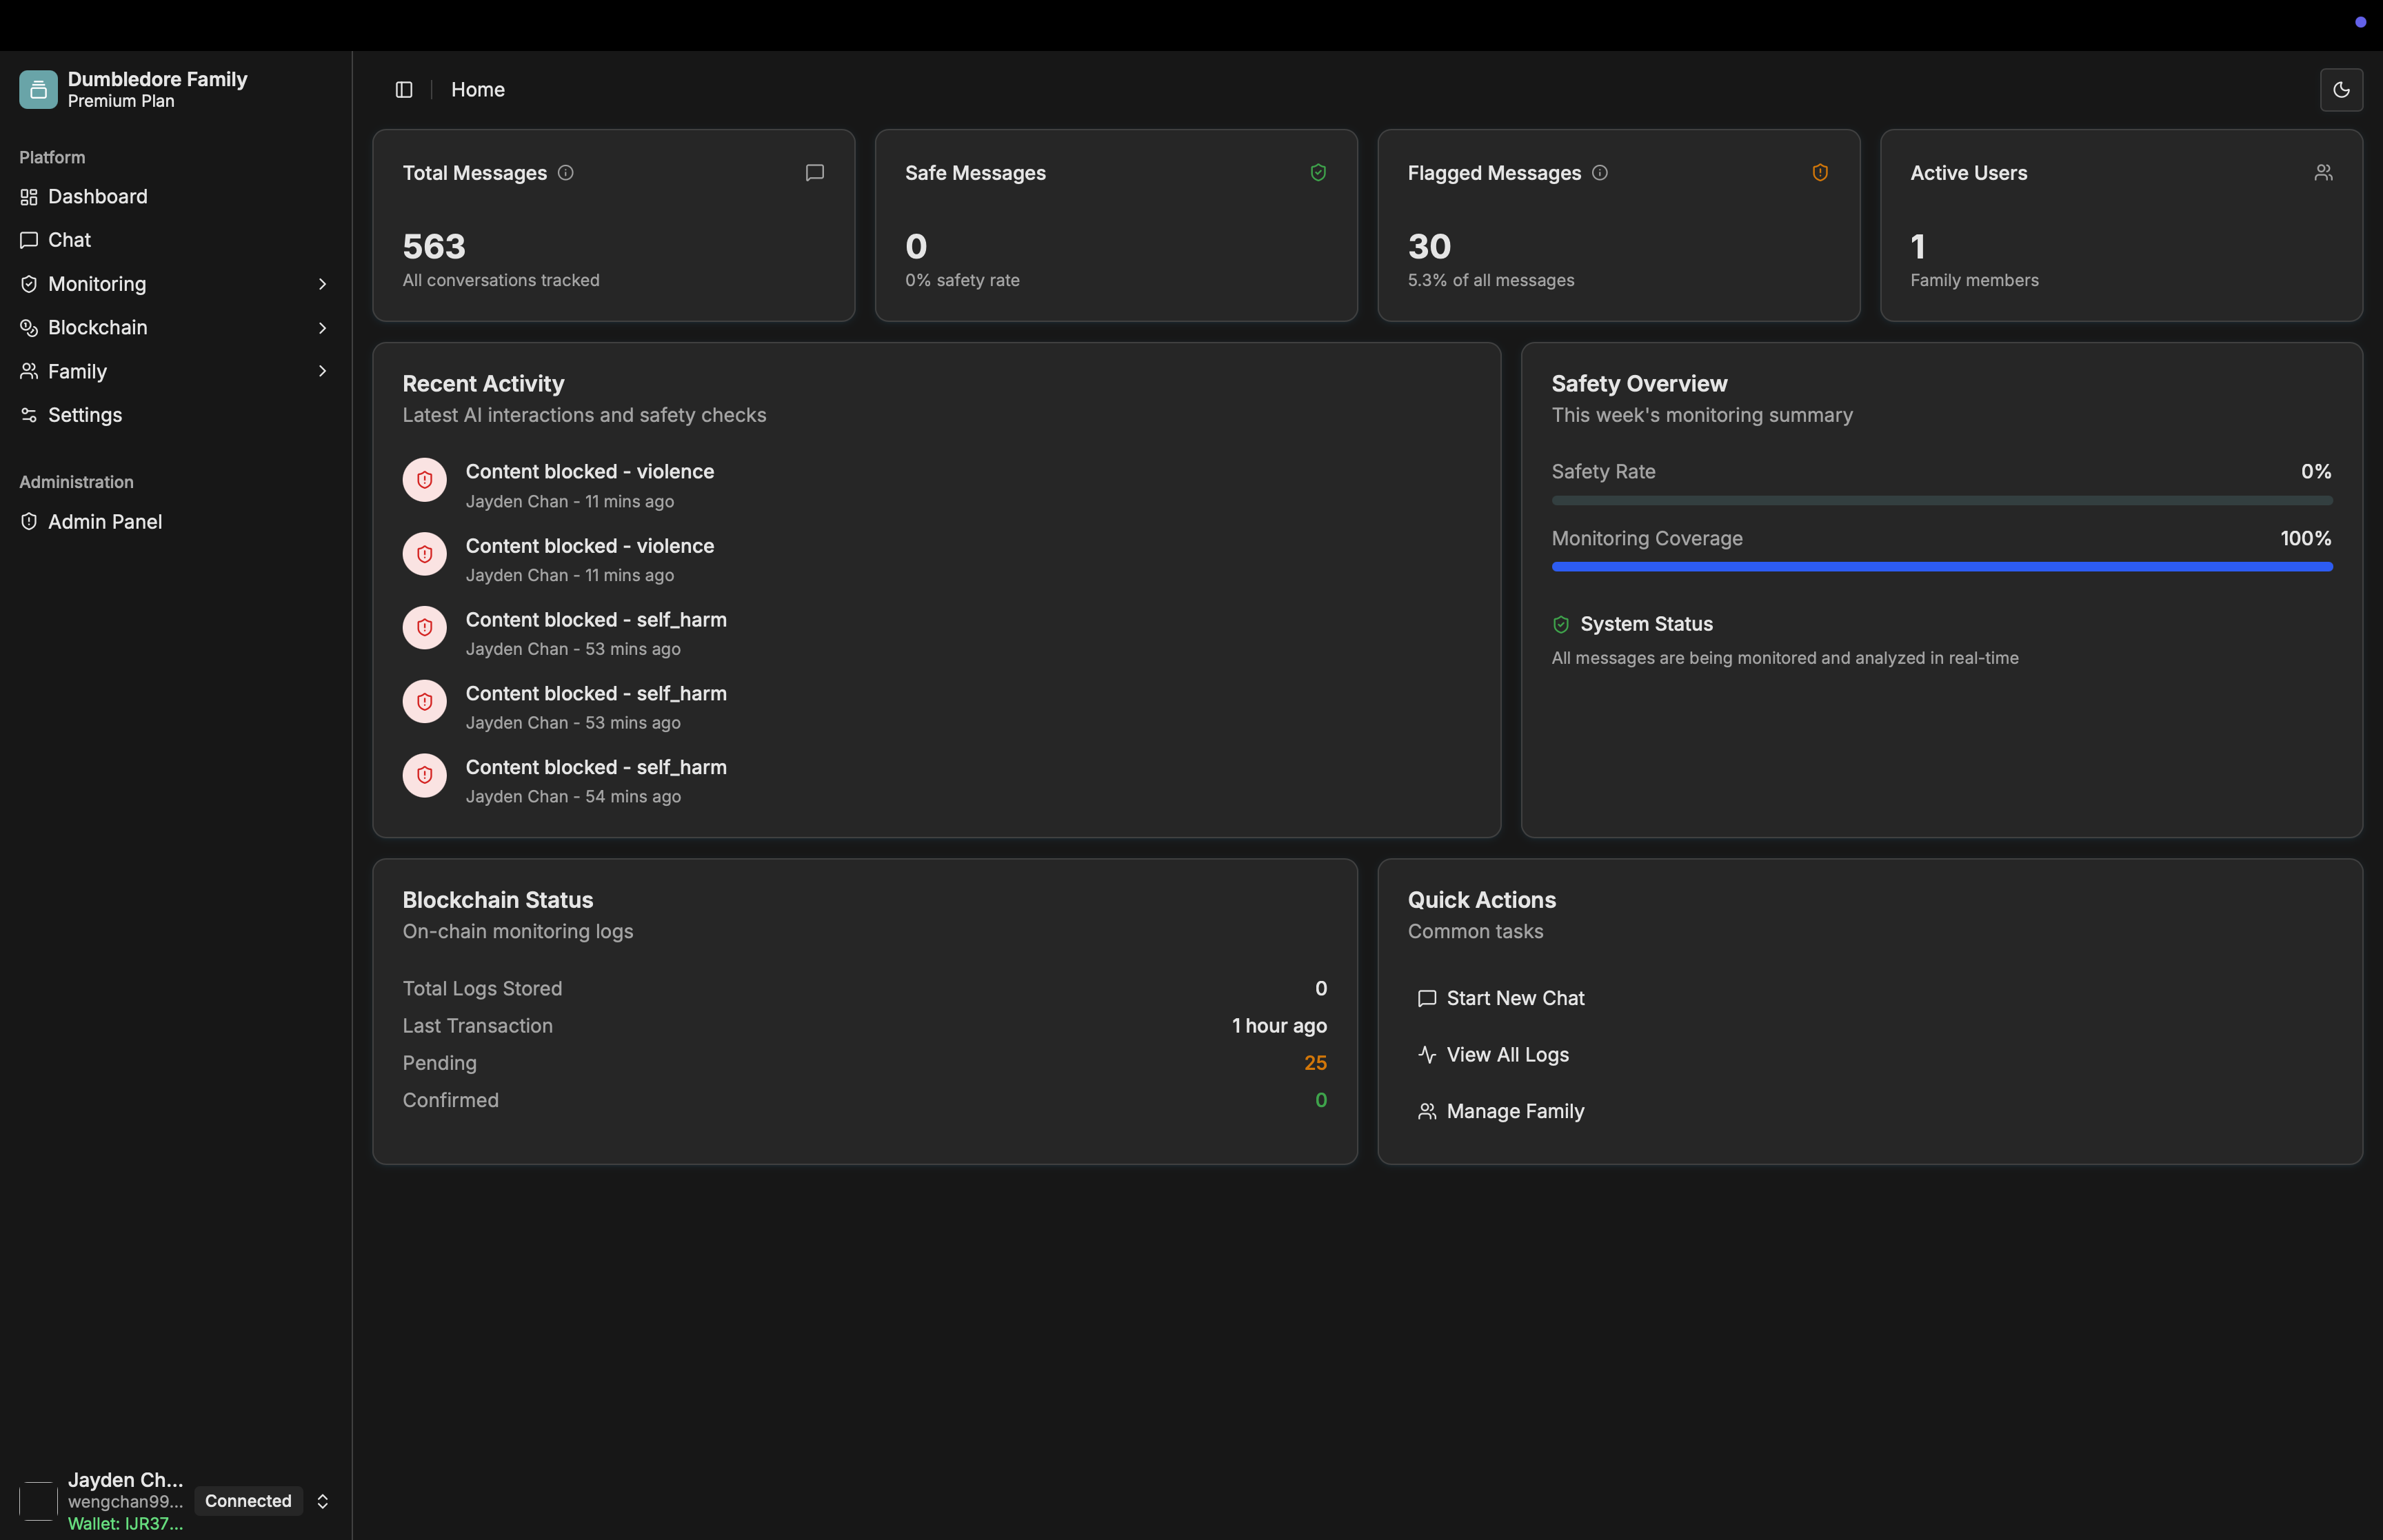 Dumbledore Family
Premium Plan
Platform
Dashboard
Chat
Monitoring
Blockchain
Family
Settings
Administration
Admin Panel
Jayden Ch...
wengchan99...
Wallet: IJR37...
Connected
Home
Total Messages
563
All conversations tracked
Safe Messages
0
0% safety rate
Flagged Messages
30
5.3% of all messages
Active Users
1
Family members
Recent Activity
Latest AI interactions and safety checks
Content blocked - violence
Jayden Chan - 11 mins ago
Content blocked - violence
Jayden Chan - 11 mins ago
Content blocked - self_harm
Jayden Chan - 53 mins ago
Content blocked - self_harm
Jayden Chan - 53 mins ago
Content blocked - self_harm
Jayden Chan - 54 mins ago
Safety Overview
This week's monitoring summary
Safety Rate 0%
Monitoring Coverage 100%
System Status
All messages are being monitored and analyzed in real-time
Blockchain Status
On-chain monitoring logs
Total Logs Stored 0
Last Transaction 1 hour ago
Pending 25
Confirmed 0
Quick Actions
Common tasks
Start New Chat
View All Logs
Manage Family